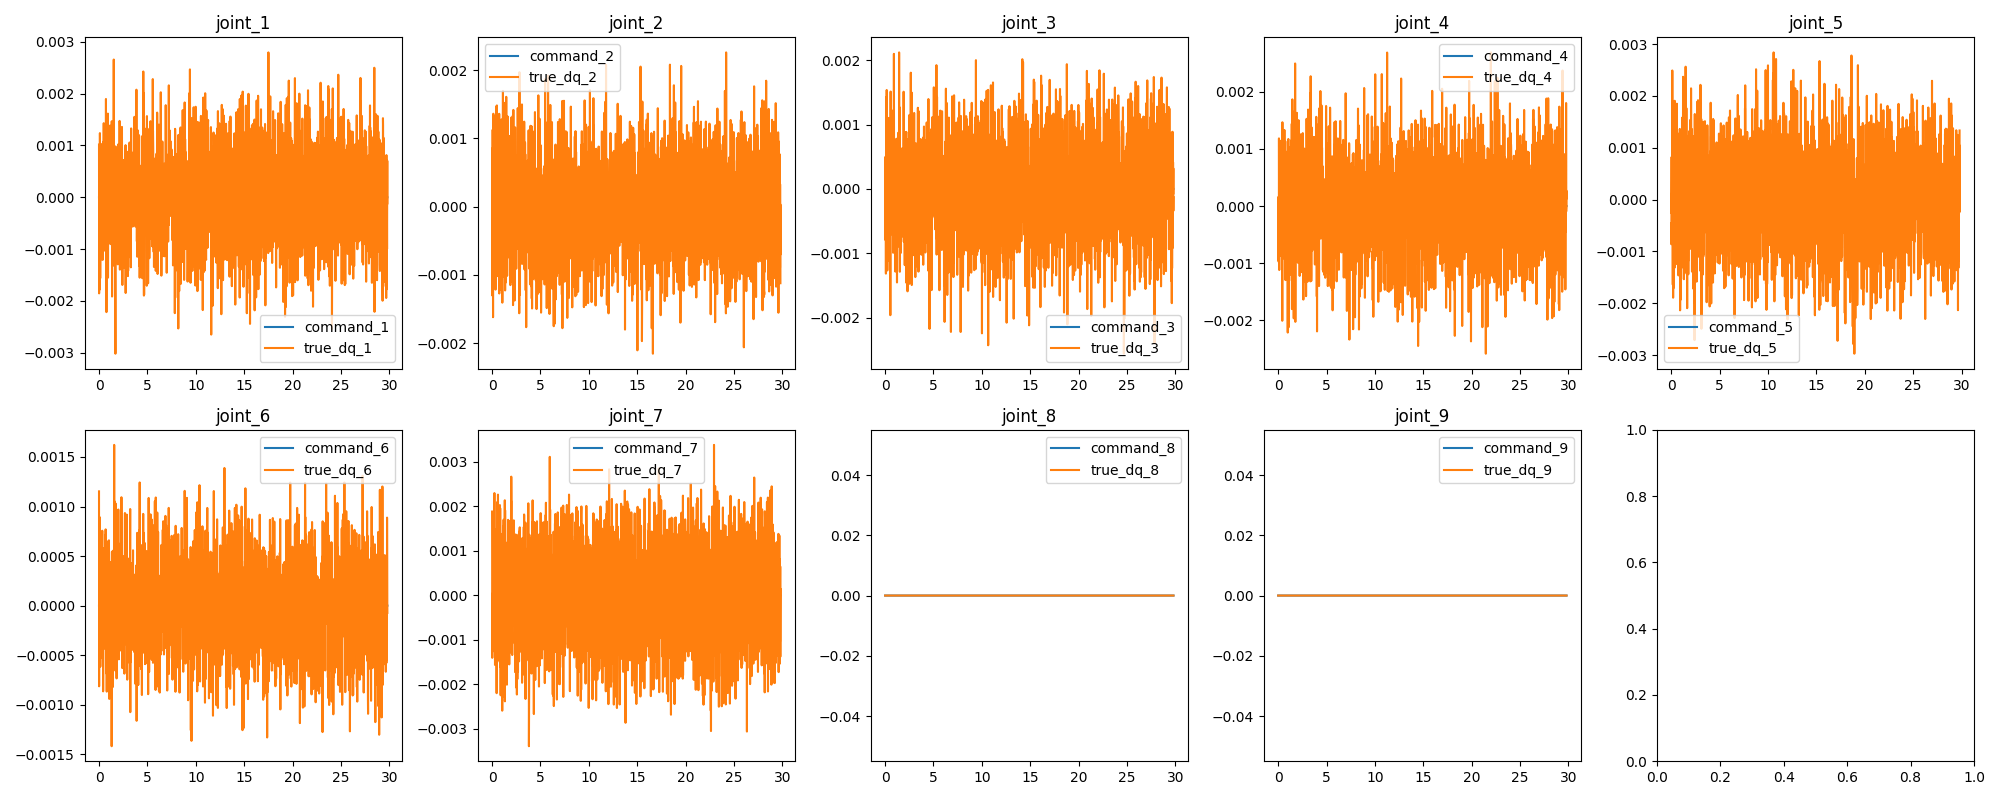 joint_1
0.003
0.002
0.001
0.000
−0.001
−0.002
−0.003
command_1
true_dq_1
0 5 10 15 20 25 30
joint_2
0.002
0.001
0.000
−0.001
−0.002
command_2
true_dq_2
0 5 10 15 20 25 30
joint_3
0.002
0.001
0.000
−0.001
−0.002
command_3
true_dq_3
0 5 10 15 20 25 30
joint_4
0.002
0.001
0.000
−0.001
−0.002
command_4
true_dq_4
0 5 10 15 20 25 30
joint_5
0.003
0.002
0.001
0.000
−0.001
−0.002
−0.003
command_5
true_dq_5
0 5 10 15 20 25 30
joint_6
0.0015
0.0010
0.0005
0.0000
−0.0005
−0.0010
−0.0015
command_6
true_dq_6
0 5 10 15 20 25 30
joint_7
0.003
0.002
0.001
0.000
−0.001
−0.002
−0.003
command_7
true_dq_7
0 5 10 15 20 25 30
joint_8
0.04
0.02
0.00
−0.02
−0.04
command_8
true_dq_8
0 5 10 15 20 25 30
joint_9
0.04
0.02
0.00
−0.02
−0.04
command_9
true_dq_9
0 5 10 15 20 25 30
1.0
0.8
0.6
0.4
0.2
0.0
0.0 0.2 0.4 0.6 0.8 1.0